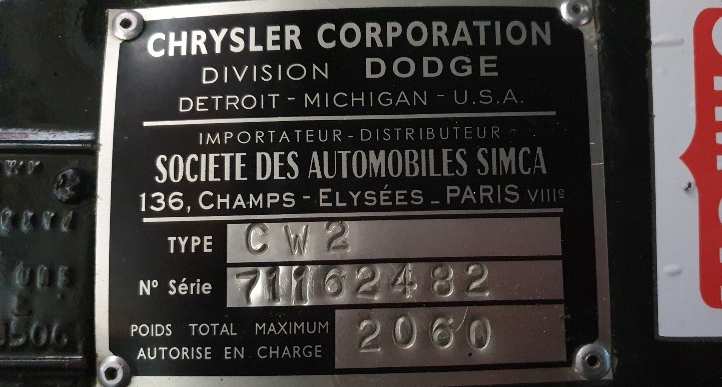 CHRYSLER CORPORATION
DIVISION DODGE
DETROIT - MICHIGAN - U.S.A.
IMPORTATEUR - DISTRIBUTEUR
SOCIETE DES AUTOMOBILES SIMCA
136, CHAMPS - ELYSÉES _ PARIS VIIIe
TYPE CW2
No Série 71162482
POIDS TOTAL MAXIMUM
AUTORISE EN CHARGE 2060